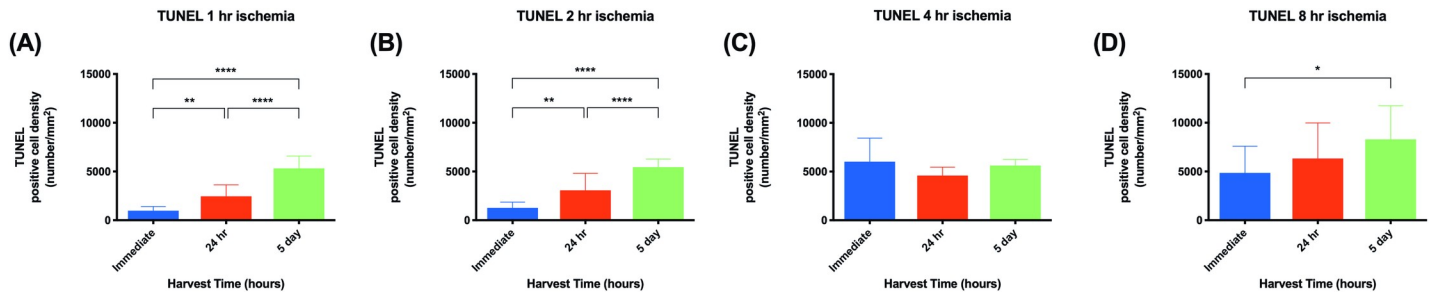 TUNEL 1 hr ischemia
(A)
TUNEL
positive cell density
(number/mm²)
15000
10000
5000
0
****
**
****
Immediate
24 hr
5 day
Harvest Time (hours)
TUNEL 2 hr ischemia
(B)
TUNEL
positive cell density
(number/mm²)
15000
10000
5000
0
****
**
****
Immediate
24 hr
5 day
Harvest Time (hours)
TUNEL 4 hr ischemia
(C)
TUNEL
positive cell density
(number/mm²)
15000
10000
5000
0
Immediate
24 hr
5 day
Harvest Time (hours)
TUNEL 8 hr ischemia
(D)
TUNEL
positive cell density
(number/mm²)
15000
10000
5000
0
*
Immediate
24 hr
5 day
Harvest Time (hours)